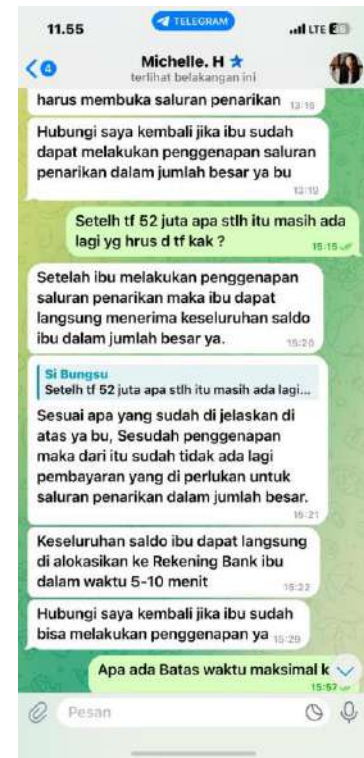 11.55
TELEGRAM
LTE
4
Michelle. H
terlihat belakangan ini
harus membuka saluran penarikan 13:16
Hubungi saya kembali jika ibu sudah
dapat melakukan penggenapan saluran
penarikan dalam jumlah besar ya bu
13:19
Setelh tf 52 juta apa stlh itu masih ada
lagi yg hrus d tf kak ?
15:15
Setelah ibu melakukan penggenapan
saluran penarikan maka ibu dapat
langsung menerima keseluruhan saldo
ibu dalam jumlah besar ya. 15:20
Si Bungsu
Setelh tf 52 juta apa stlh itu masih ada lagi...
Sesuai apa yang sudah di jelaskan di
atas ya bu, Sesudah penggenapan
maka dari itu sudah tidak ada lagi
pembayaran yang di perlukan untuk
saluran penarikan dalam jumlah besar.
15:21
Keseluruhan saldo ibu dapat langsung
di alokasikan ke Rekening Bank ibu
dalam waktu 5-10 menit 15:22
Hubungi saya kembali jika ibu sudah
bisa melakukan penggenapan ya 15:29
Apa ada Batas waktu maksimal k
15:57
Pesan